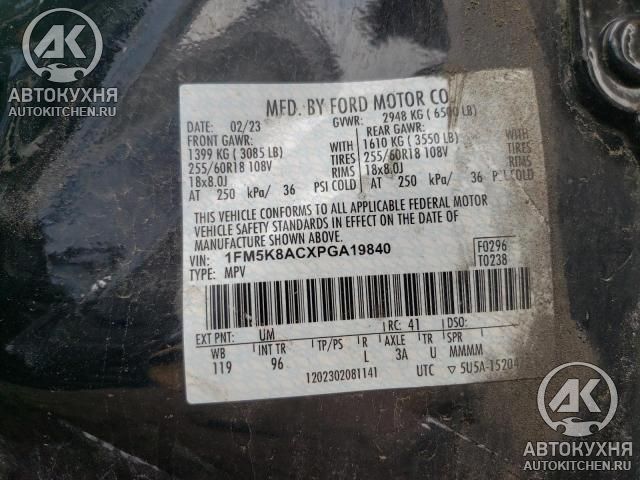 AK
АВТОКУХНЯ
AUTOKITCHEN.RU
MFD. BY FORD MOTOR CO
DATE: 02/23 GVWR: 2948 KG ( 6500 LB)
FRONT GAWR: REAR GAWR:
1399 KG ( 3085 LB) 1610 KG ( 3550 LB)
255/60R18 108V TIRES 255/60R18 108V TIRES
18x8.0J RIMS 18x8.0J RIMS
AT 250 kPa/ 36 PSI COLD AT 250 kPa/ 36 PSI COLD
THIS VEHICLE CONFORMS TO ALL APPLICABLE FEDERAL MOTOR
VEHICLE SAFETY STANDARDS IN EFFECT ON THE DATE OF
MANUFACTURE SHOWN ABOVE.
VIN: 1FM5K8ACXPGA19840 F0296
TYPE: MPV T0238
EXT PNT: UM RC: 41 DSO:
WB INT TR TP/PS R AXLE TR SPR
119 96 L 3A U MMMM
1202302081141 UTC ▽ 5U5A-15204
AK
АВТОКУХНЯ
AUTOKITCHEN.RU